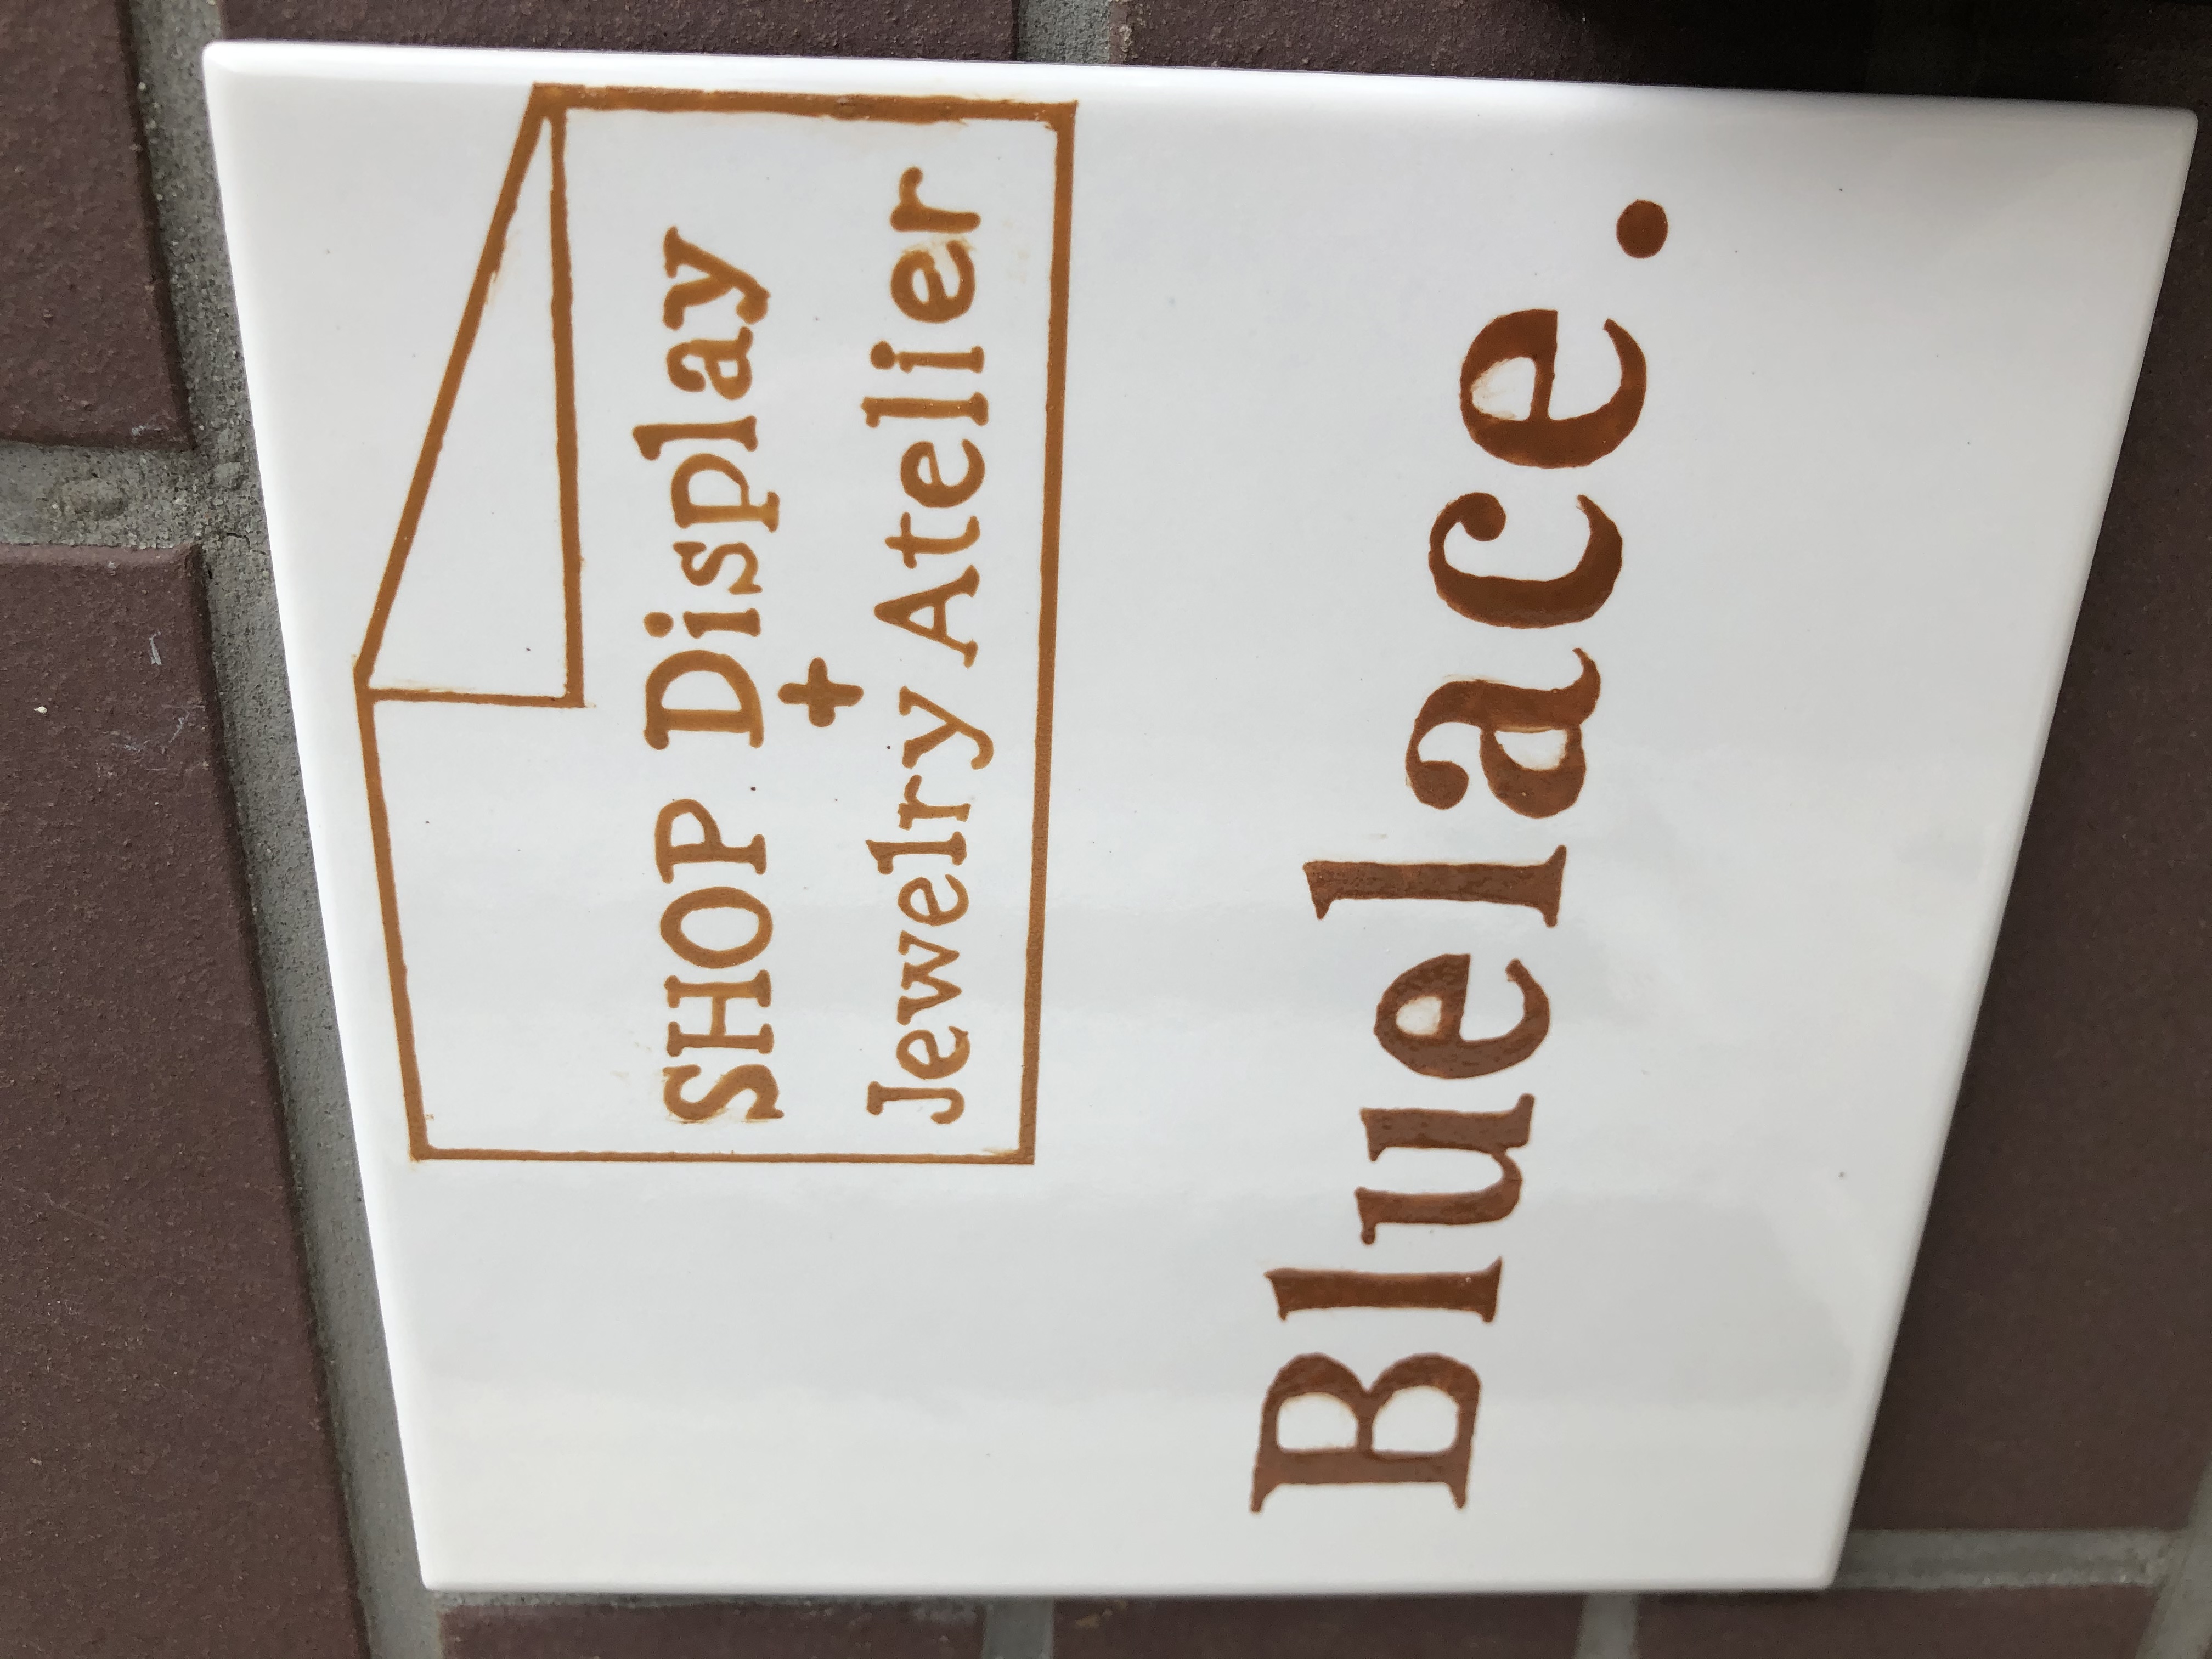 SHOP Display
+
Jewelry Atelier
Bluelace.